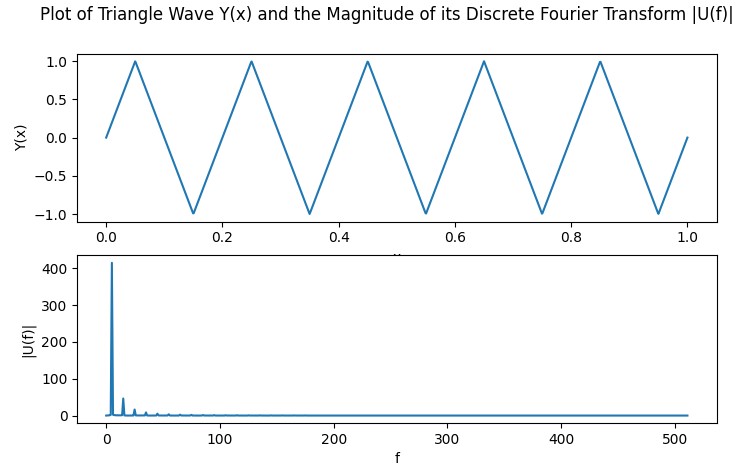 Plot of Triangle Wave Y(x) and the Magnitude of its Discrete Fourier Transform |U(f)|
1.0
0.5
0.0
−0.5
−1.0
Y(x)
0.0 0.2 0.4 0.6 0.8 1.0
400
300
200
100
0
|U(f)|
0 100 200 300 400 500
f